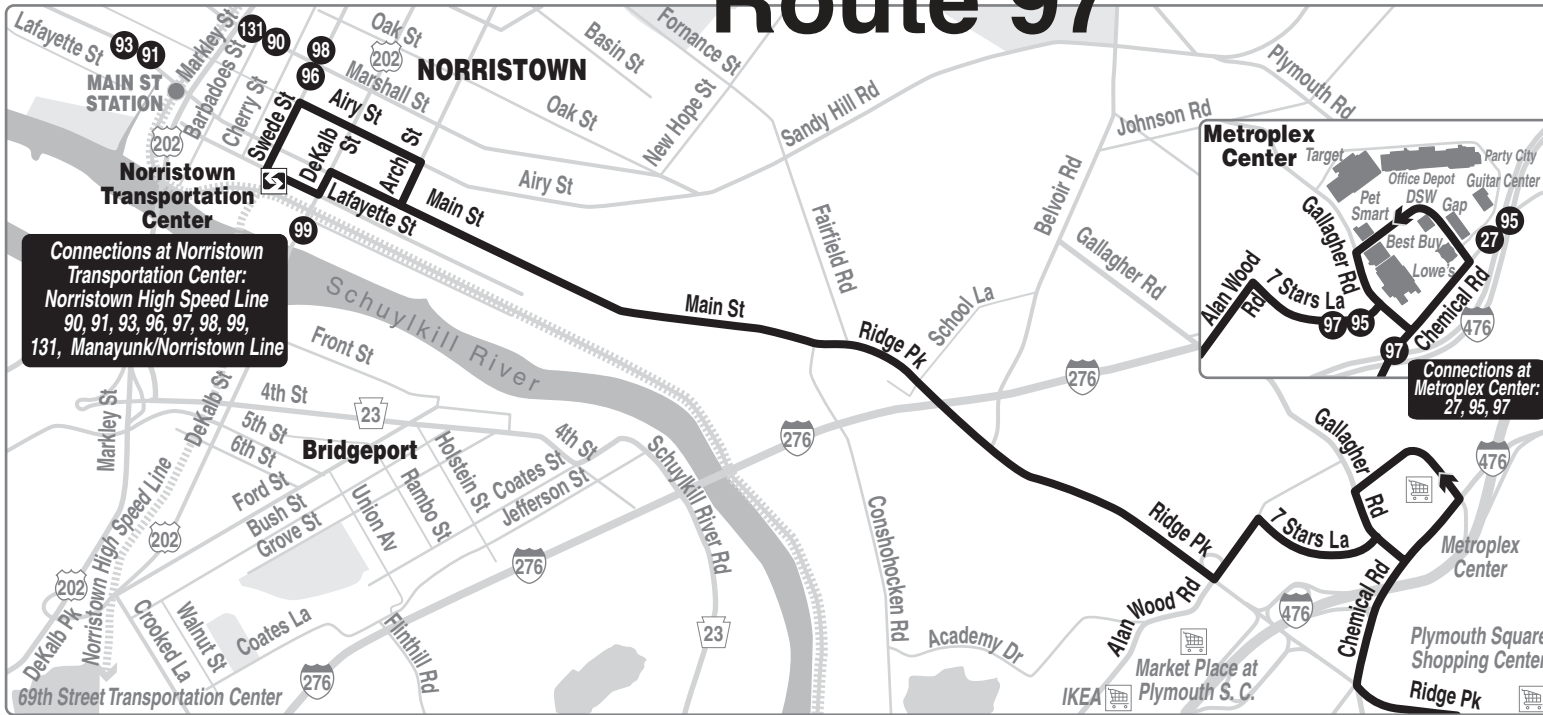 Route 97
Lafayette St
93
91
MAIN ST
STATION
Markley St
Barbadoes St
131
90
Cherry St
98
96
Oak St
202
NORRISTOWN
Marshall St
Oak St
Basin St
Fornance St
New Hope St
Sandy Hill Rd
Plymouth Rd
Johnson Rd
202
Swede St
Airy St
DeKalb
St
Arch
St
Main St
Lafayette St
Airy St
Norristown
Transportation
Center
99
Connections at Norristown
Transportation Center:
Norristown High Speed Line
90, 91, 93, 96, 97, 98, 99,
131, Manayunk/Norristown Line
Schuylkill River
Fairfield Rd
Belvoir Rd
Gallagher Rd
School La
Main St
Ridge Pk
276
Metroplex
Center
Target
Party City
Office Depot
Guitar Center
DSW
Pet
Smart
Gap
Best Buy
Lowe's
Gallagher Rd
95
27
Alan Wood
Rd
7 Stars La
97
95
97
Chemical Rd
476
Connections at
Metroplex Center:
27, 95, 97
Front St
4th St
23
5th St
6th St
Markley St
DeKalb St
Bridgeport
Ford St
Bush St
Grove St
Union Av
Rambo St
Holstein St
4th St
Coates St
Jefferson St
Schuylkill River Rd
276
Conshohocken Rd
Gallagher
Rd
476
Ridge Pk
7 Stars La
Metroplex
Center
Chemical Rd
476
Alan Wood Rd
Norristown High Speed Line
202
202
DeKalb Pk
Crooked La
Walnut St
Coates La
276
Flinthill Rd
276
23
Academy Dr
IKEA
Market Place at
Plymouth S. C.
Plymouth Square
Shopping Center
Ridge Pk
69th Street Transportation Center